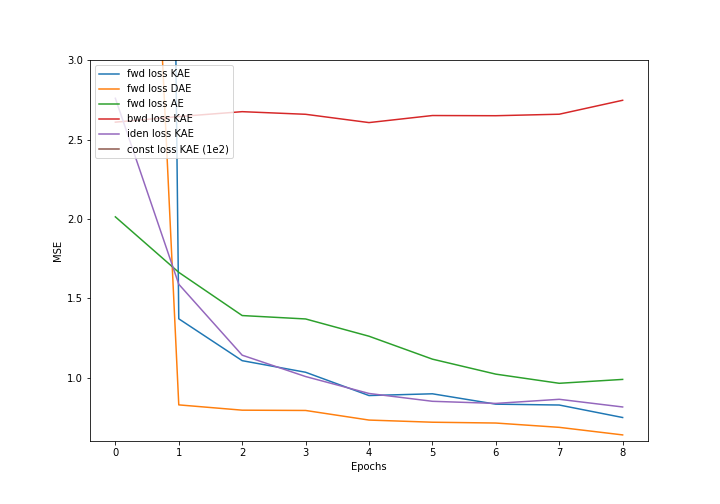 3.0
2.5
2.0
1.5
1.0
MSE
fwd loss KAE
fwd loss DAE
fwd loss AE
bwd loss KAE
iden loss KAE
const loss KAE (1e2)
0 1 2 3 4 5 6 7 8
Epochs